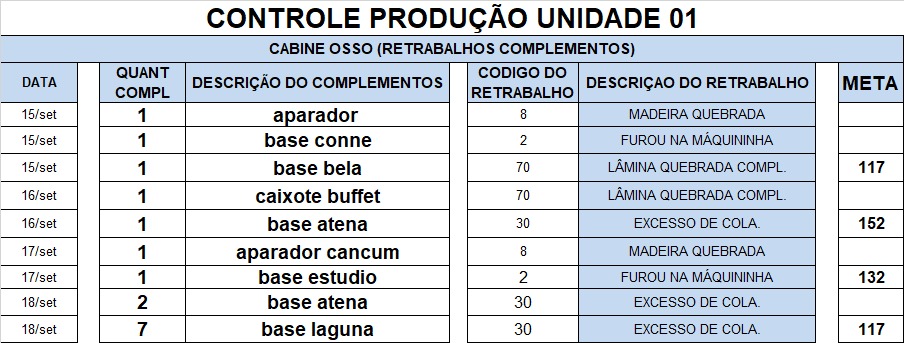 CONTROLE PRODUÇÃO UNIDADE 01
CABINE OSSO (RETRABALHOS COMPLEMENTOS)
DATA QUANT COMPL DESCRIÇÃO DO COMPLEMENTOS CODIGO DO RETRABALHO DESCRIÇAO DO RETRABALHO META
15/set 1 aparador 8 MADEIRA QUEBRADA
15/set 1 base conne 2 FUROU NA MÁQUININHA
15/set 1 base bela 70 LÂMINA QUEBRADA COMPL. 117
16/set 1 caixote buffet 70 LÂMINA QUEBRADA COMPL.
16/set 1 base atena 30 EXCESSO DE COLA. 152
17/set 1 aparador cancum 8 MADEIRA QUEBRADA
17/set 1 base estudio 2 FUROU NA MÁQUININHA 132
18/set 2 base atena 30 EXCESSO DE COLA.
18/set 7 base laguna 30 EXCESSO DE COLA. 117